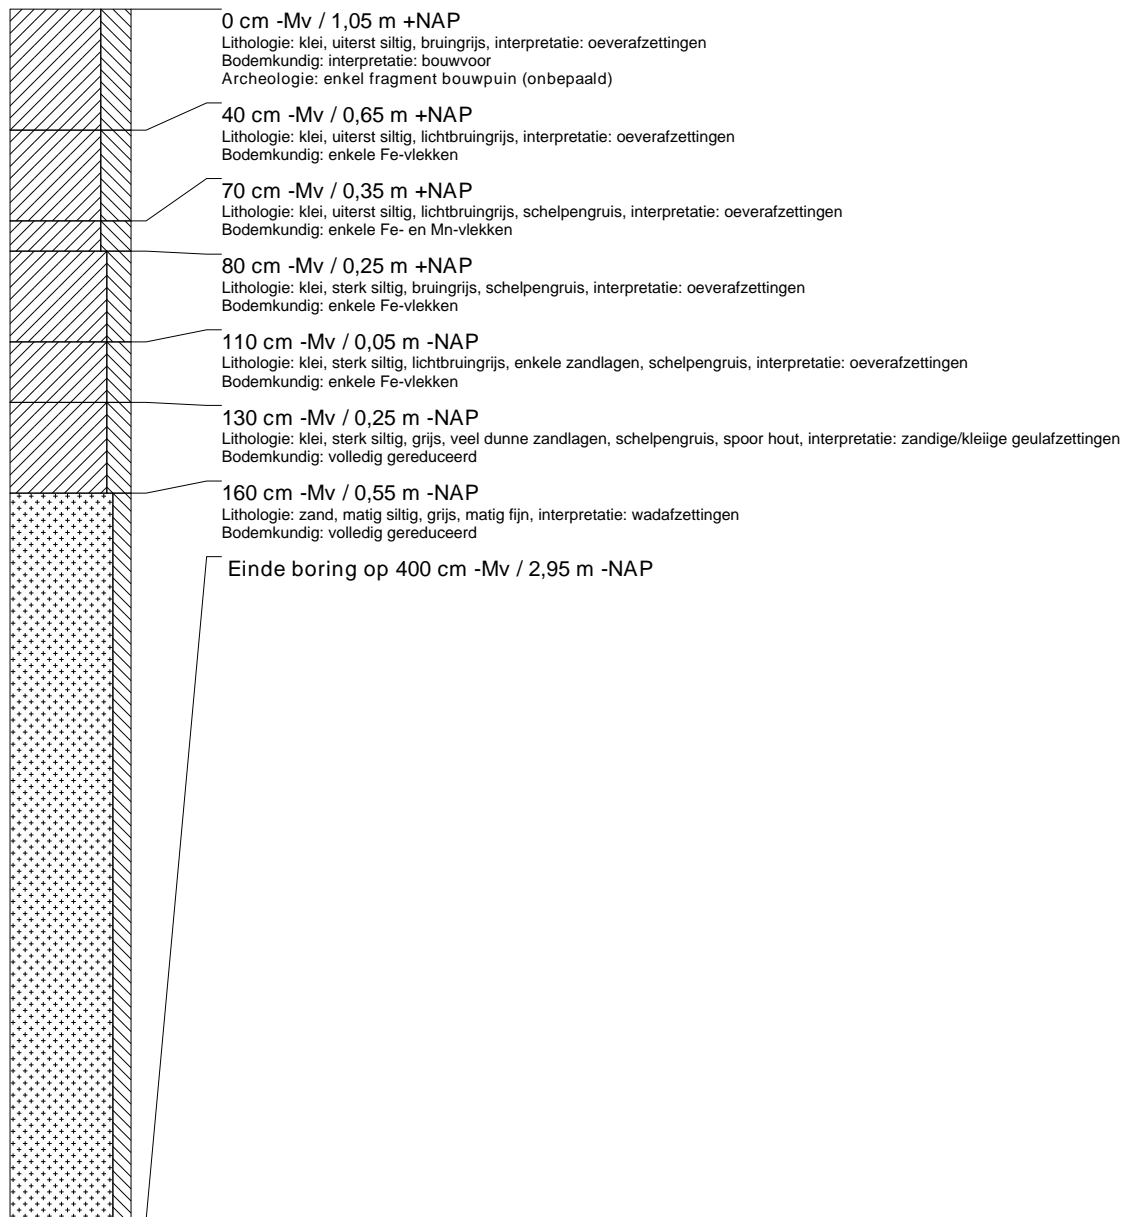 0 cm -Mv / 1,05 m +NAP
Lithologie: klei, uiterst siltig, bruingrijs, interpretatie: oeverafzettingen
Bodemkundig: interpretatie: bouwvoor
Archeologie: enkel fragment bouwpuin (onbepaald)
40 cm -Mv / 0,65 m +NAP
Lithologie: klei, uiterst siltig, lichtbruingrijs, interpretatie: oeverafzettingen
Bodemkundig: enkele Fe-vlekken
70 cm -Mv / 0,35 m +NAP
Lithologie: klei, uiterst siltig, lichtbruingrijs, schelpengruis, interpretatie: oeverafzettingen
Bodemkundig: enkele Fe- en Mn-vlekken
80 cm -Mv / 0,25 m +NAP
Lithologie: klei, sterk siltig, bruingrijs, schelpengruis, interpretatie: oeverafzettingen
Bodemkundig: enkele Fe-vlekken
110 cm -Mv / 0,05 m -NAP
Lithologie: klei, sterk siltig, lichtbruingrijs, enkele zandlagen, schelpengruis, interpretatie: oeverafzettingen
Bodemkundig: enkele Fe-vlekken
130 cm -Mv / 0,25 m -NAP
Lithologie: klei, sterk siltig, grijs, veel dunne zandlagen, schelpengruis, spoor hout, interpretatie: zandige/kleiige geulafzettingen
Bodemkundig: volledig gereduceerd
160 cm -Mv / 0,55 m -NAP
Lithologie: zand, matig siltig, grijs, matig fijn, interpretatie: wadafzettingen
Bodemkundig: volledig gereduceerd
Einde boring op 400 cm -Mv / 2,95 m -NAP